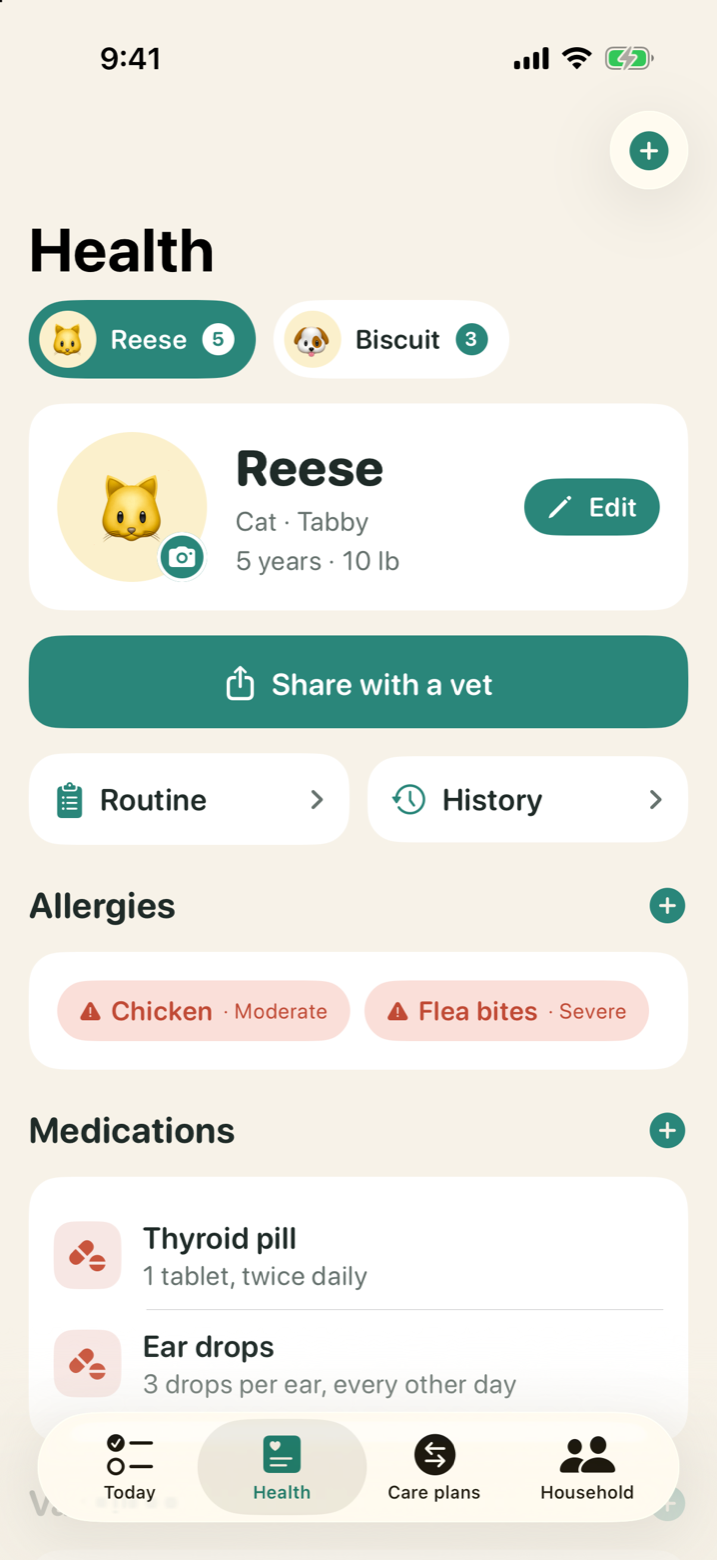 9:41
Health
Reese 5
Biscuit 3
Reese
Cat · Tabby
5 years · 10 lb
Edit
Share with a vet
Routine
History
Allergies
Chicken · Moderate
Flea bites · Severe
Medications
Thyroid pill
1 tablet, twice daily
Ear drops
3 drops per ear, every other day
Today
Health
Care plans
Household